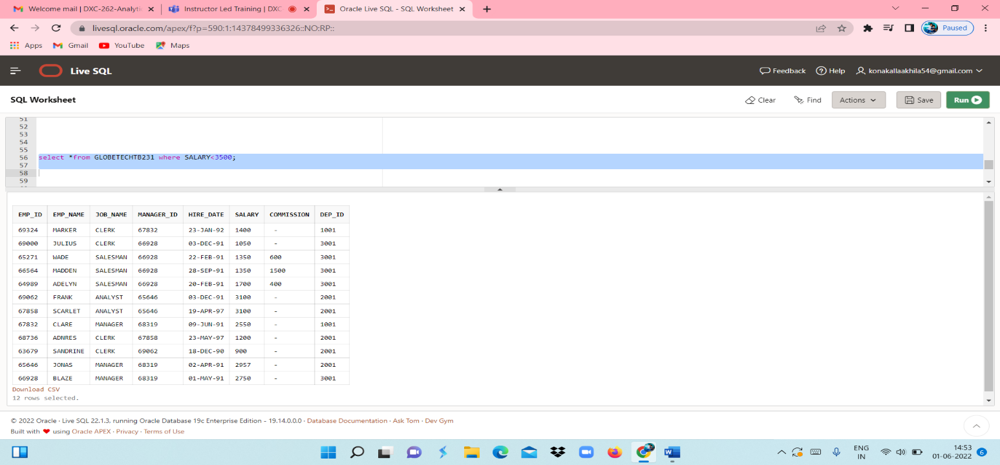 Welcome mail | DXC-262-Analytic
Instructor Led Training | DXC
Oracle Live SQL - SQL Worksheet
livesql.oracle.com/apex/f?p=590:1:14378499336326::NO:RP::
Paused
Apps Gmail YouTube Maps
Live SQL
Feedback Help konakallaakhila54@gmail.com
SQL Worksheet
Clear Find Actions Save Run
51
52
53
54
55
56 select *from GLOBETECHTB231 where SALARY<3500;
57
58
59
EMP_ID EMP_NAME JOB_NAME MANAGER_ID HIRE_DATE SALARY COMMISSION DEP_ID
69324 MARKER CLERK 67832 23-JAN-92 1400 - 1001
69000 JULIUS CLERK 66928 03-DEC-91 1050 - 3001
65271 WADE SALESMAN 66928 22-FEB-91 1350 600 3001
66564 MADDEN SALESMAN 66928 28-SEP-91 1350 1500 3001
64989 ADELYN SALESMAN 66928 20-FEB-91 1700 400 3001
69062 FRANK ANALYST 65646 03-DEC-91 3100 - 2001
67858 SCARLET ANALYST 65646 19-APR-97 3100 - 2001
67832 CLARE MANAGER 68319 09-JUN-91 2550 - 1001
68736 ADNRES CLERK 67858 23-MAY-97 1200 - 2001
63679 SANDRINE CLERK 69062 18-DEC-90 900 - 2001
65646 JONAS MANAGER 68319 02-APR-91 2957 - 2001
66928 BLAZE MANAGER 68319 01-MAY-91 2750 - 3001
Download CSV
12 rows selected.
© 2022 Oracle · Live SQL 22.1.3, running Oracle Database 19c Enterprise Edition - 19.14.0.0.0 · Database Documentation · Ask Tom · Dev Gym
Built with ❤ using Oracle APEX · Privacy · Terms of Use
ENG
IN
14:53
01-06-2022
6